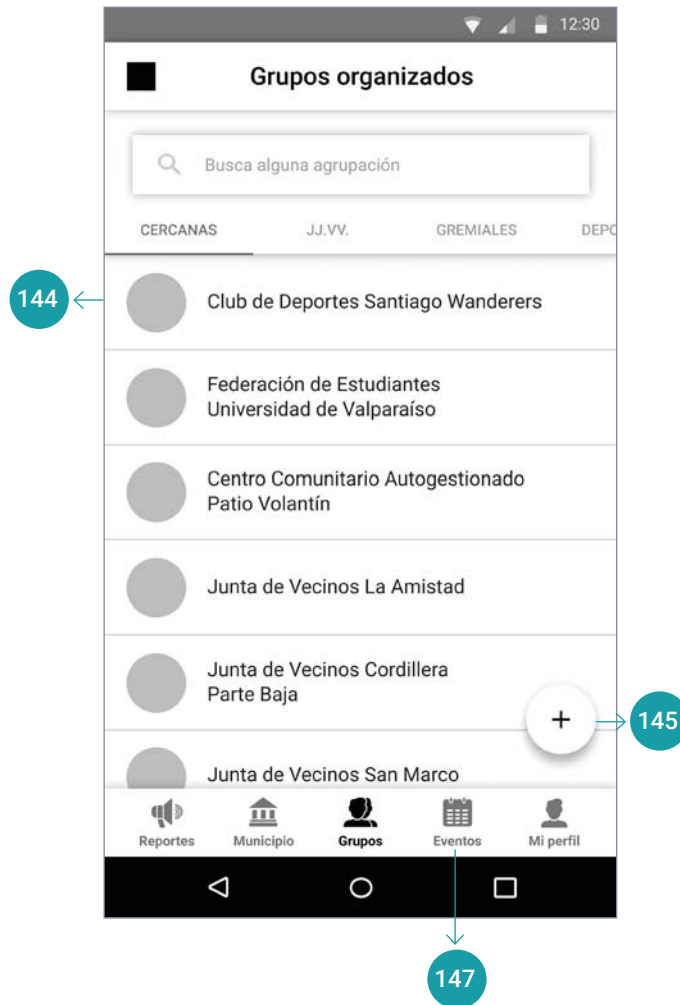 12:30
Grupos organizados
Busca alguna agrupación
CERCANAS JJ.VV. GREMIALES DEPO
144
Club de Deportes Santiago Wanderers
Federación de Estudiantes
Universidad de Valparaíso
Centro Comunitario Autogestionado
Patio Volantín
Junta de Vecinos La Amistad
Junta de Vecinos Cordillera
Parte Baja
+
145
Junta de Vecinos San Marco
Reportes Municipio Grupos Eventos Mi perfil
147